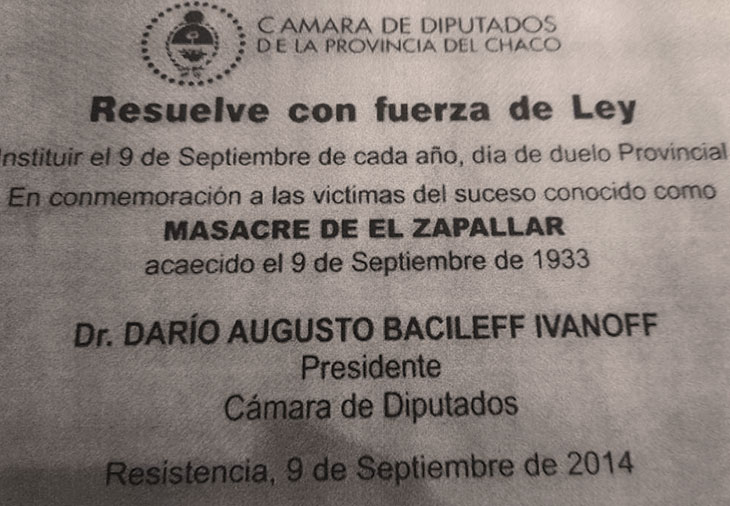 CAMARA DE DIPUTADOS
DE LA PROVINCIA DEL CHACO
Resuelve con fuerza de Ley
Instituir el 9 de Septiembre de cada año, dia de duelo Provincial
En conmemoración a las victimas del suceso conocido como
MASACRE DE EL ZAPALLAR
acaecido el 9 de Septiembre de 1933
Dr. DARÍO AUGUSTO BACILEFF IVANOFF
Presidente
Cámara de Diputados
Resistencia, 9 de Septiembre de 2014